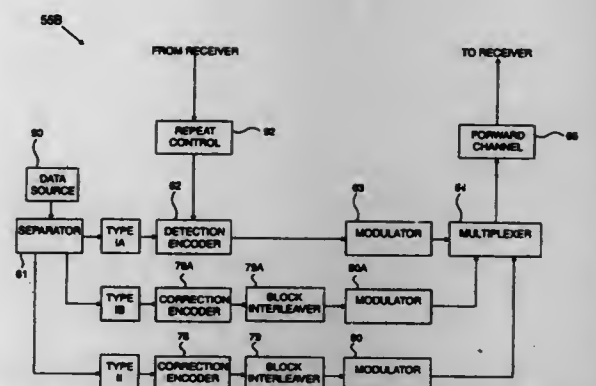 55B
FROM RECEIVER
TO RECEIVER
REPEAT CONTROL
92
FORWARD CHANNEL
65
60
DATA SOURCE
62
63
64
SEPARATOR
TYPE IA
DETECTION ENCODER
MODULATOR
MULTIPLEXER
61
78A
79A
80A
TYPE IB
CORRECTION ENCODER
BLOCK INTERLEAVER
MODULATOR
78
79
80
TYPE II
CORRECTION ENCODER
BLOCK INTERLEAVER
MODULATOR